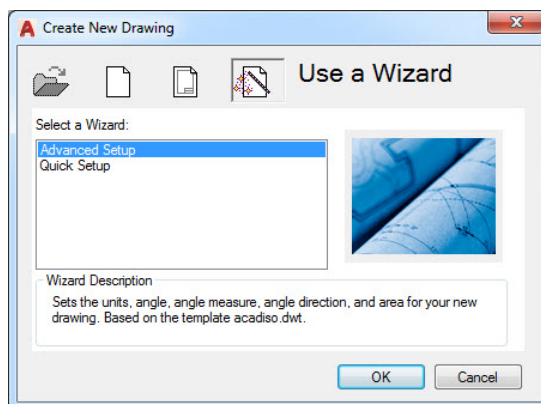 Create New Drawing
Use a Wizard
Select a Wizard:
Advanced Setup
Quick Setup
Wizard Description
Sets the units, angle, angle measure, angle direction, and area for your new
drawing. Based on the template acadiso.dwt.
OK
Cancel